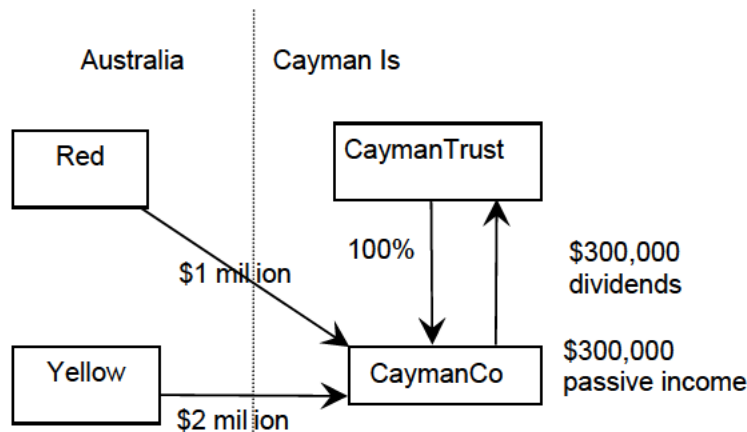 Australia
Cayman Is
Red
CaymanTrust
100%
$300,000
dividends
$1 million
Yellow
CaymanCo
$300,000
passive income
$2 million